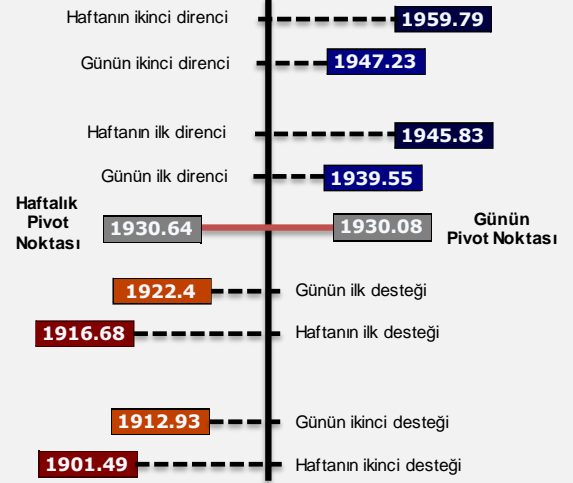 Haftanın ikinci direnci 1959.79
Günün ikinci direnci 1947.23
Haftanın ilk direnci 1945.83
Günün ilk direnci 1939.55
Haftalık
Pivot
Noktası
1930.64 1930.08
Günün
Pivot Noktası
1922.4 Günün ilk desteği
1916.68 Haftanın ilk desteği
1912.93 Günün ikinci desteği
1901.49 Haftanın ikinci desteği